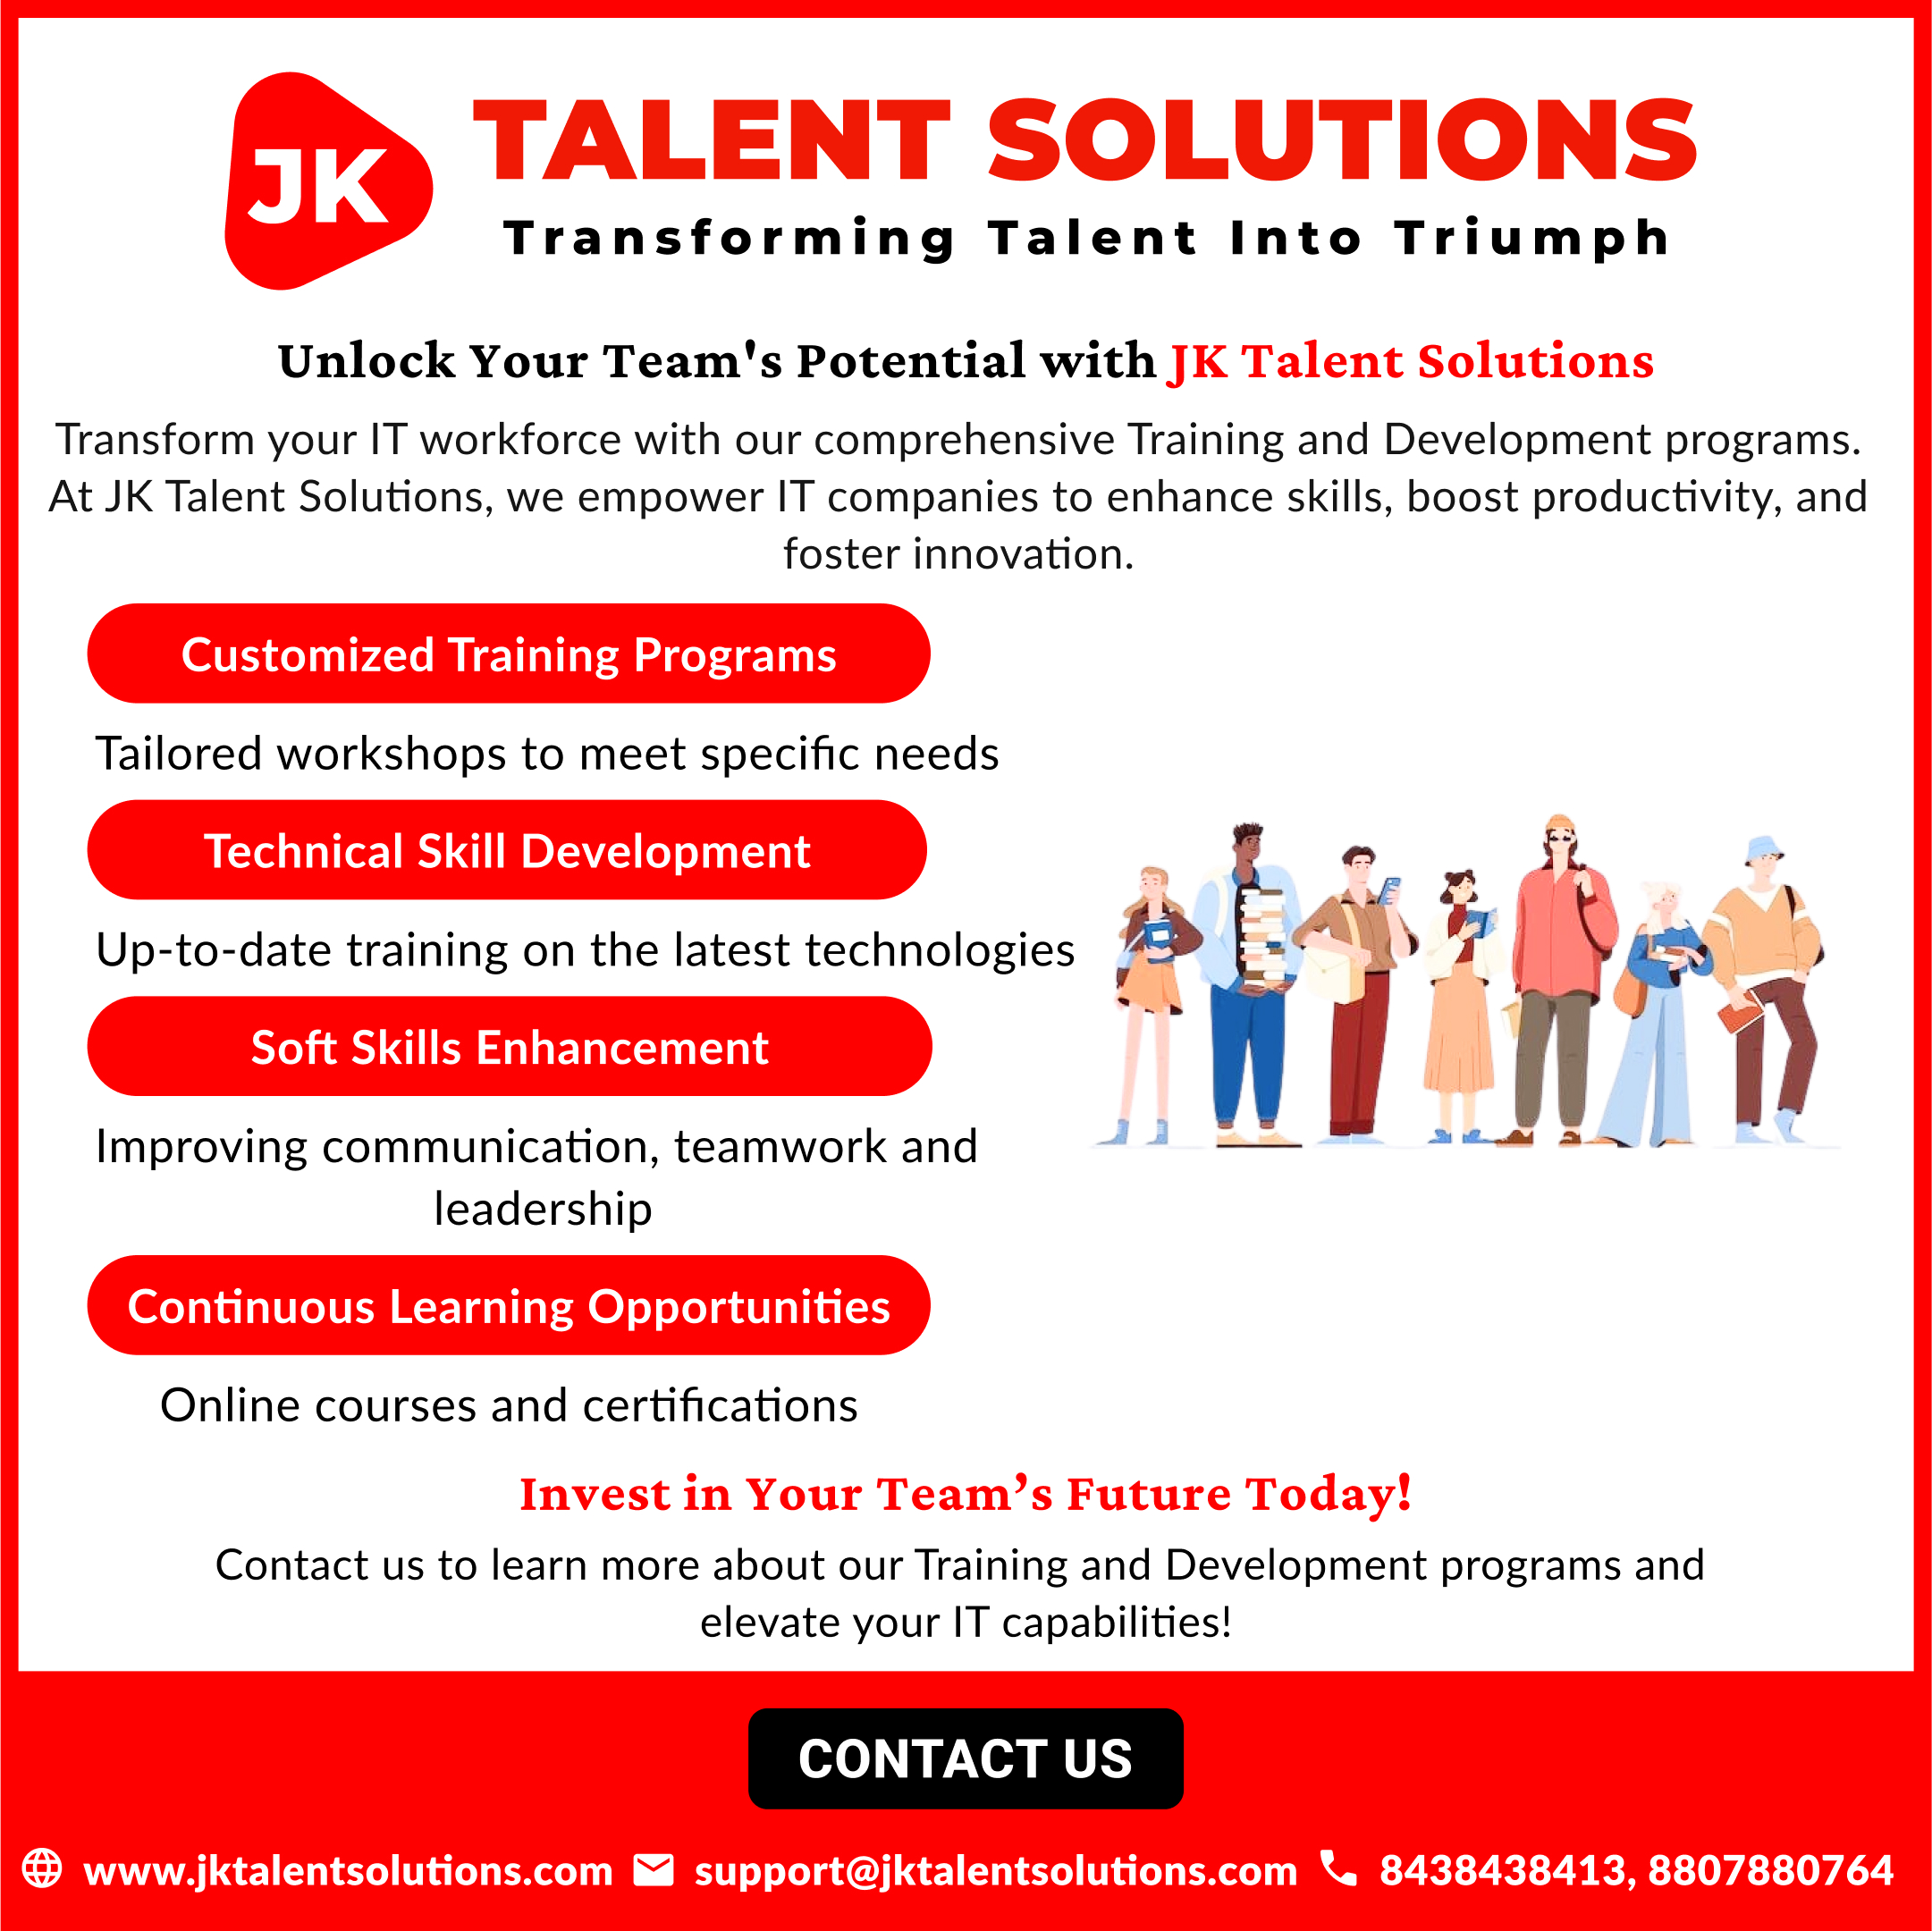 JK
TALENT SOLUTIONS
Transforming Talent Into Triumph
Unlock Your Team's Potential with JK Talent Solutions
Transform your IT workforce with our comprehensive Training and Development programs.
At JK Talent Solutions, we empower IT companies to enhance skills, boost productivity, and
foster innovation.
Customized Training Programs
Tailored workshops to meet specific needs
Technical Skill Development
Up-to-date training on the latest technologies
Soft Skills Enhancement
Improving communication, teamwork and
leadership
Continuous Learning Opportunities
Online courses and certifications
Invest in Your Team’s Future Today!
Contact us to learn more about our Training and Development programs and
elevate your IT capabilities!
CONTACT US
www.jktalentsolutions.com support@jktalentsolutions.com 8438438413, 8807880764